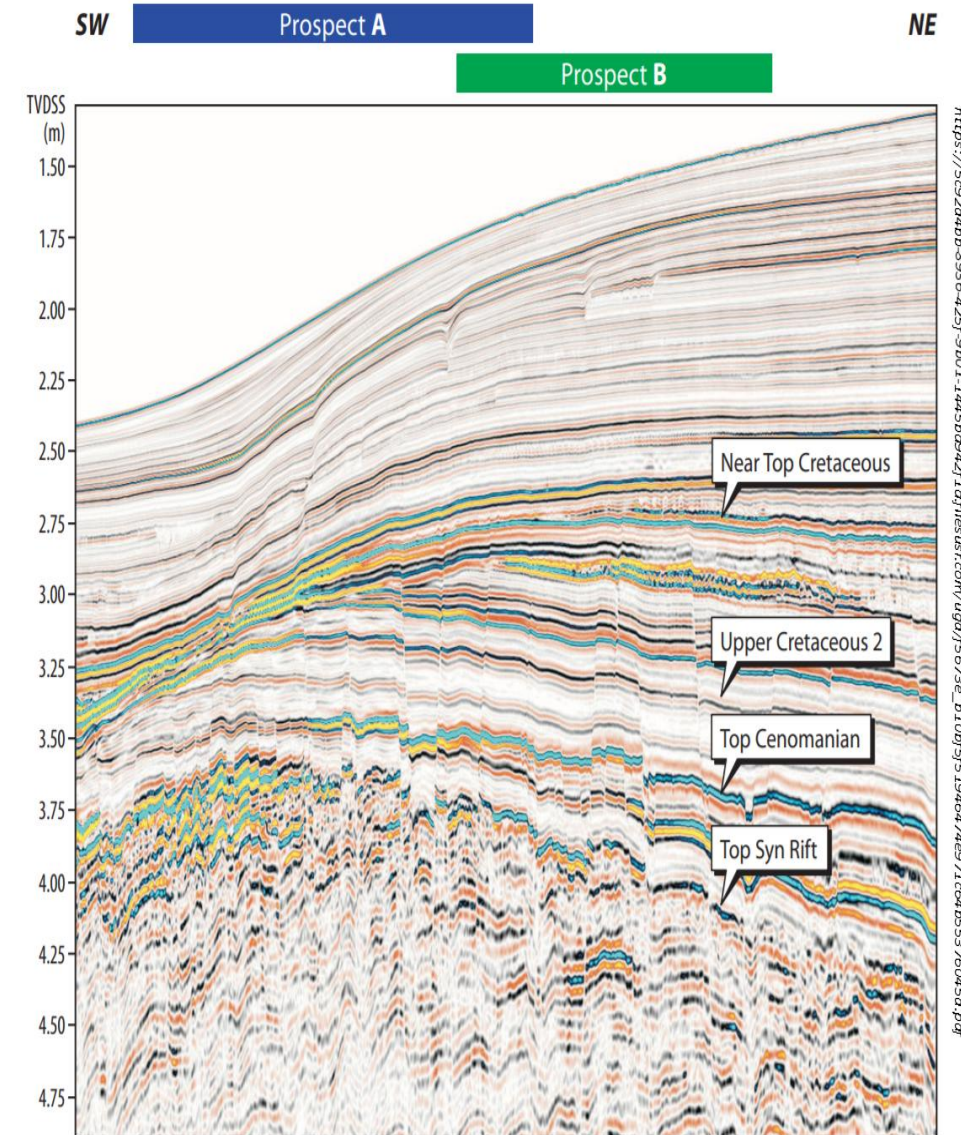 SW
Prospect A
NE
Prospect B
TVDSS
(m)
1.50
1.75
2.00
2.25
2.50
2.75
3.00
3.25
3.50
3.75
4.00
4.25
4.50
4.75
Near Top Cretaceous
Upper Cretaceous 2
Top Cenomanian
Top Syn Rift